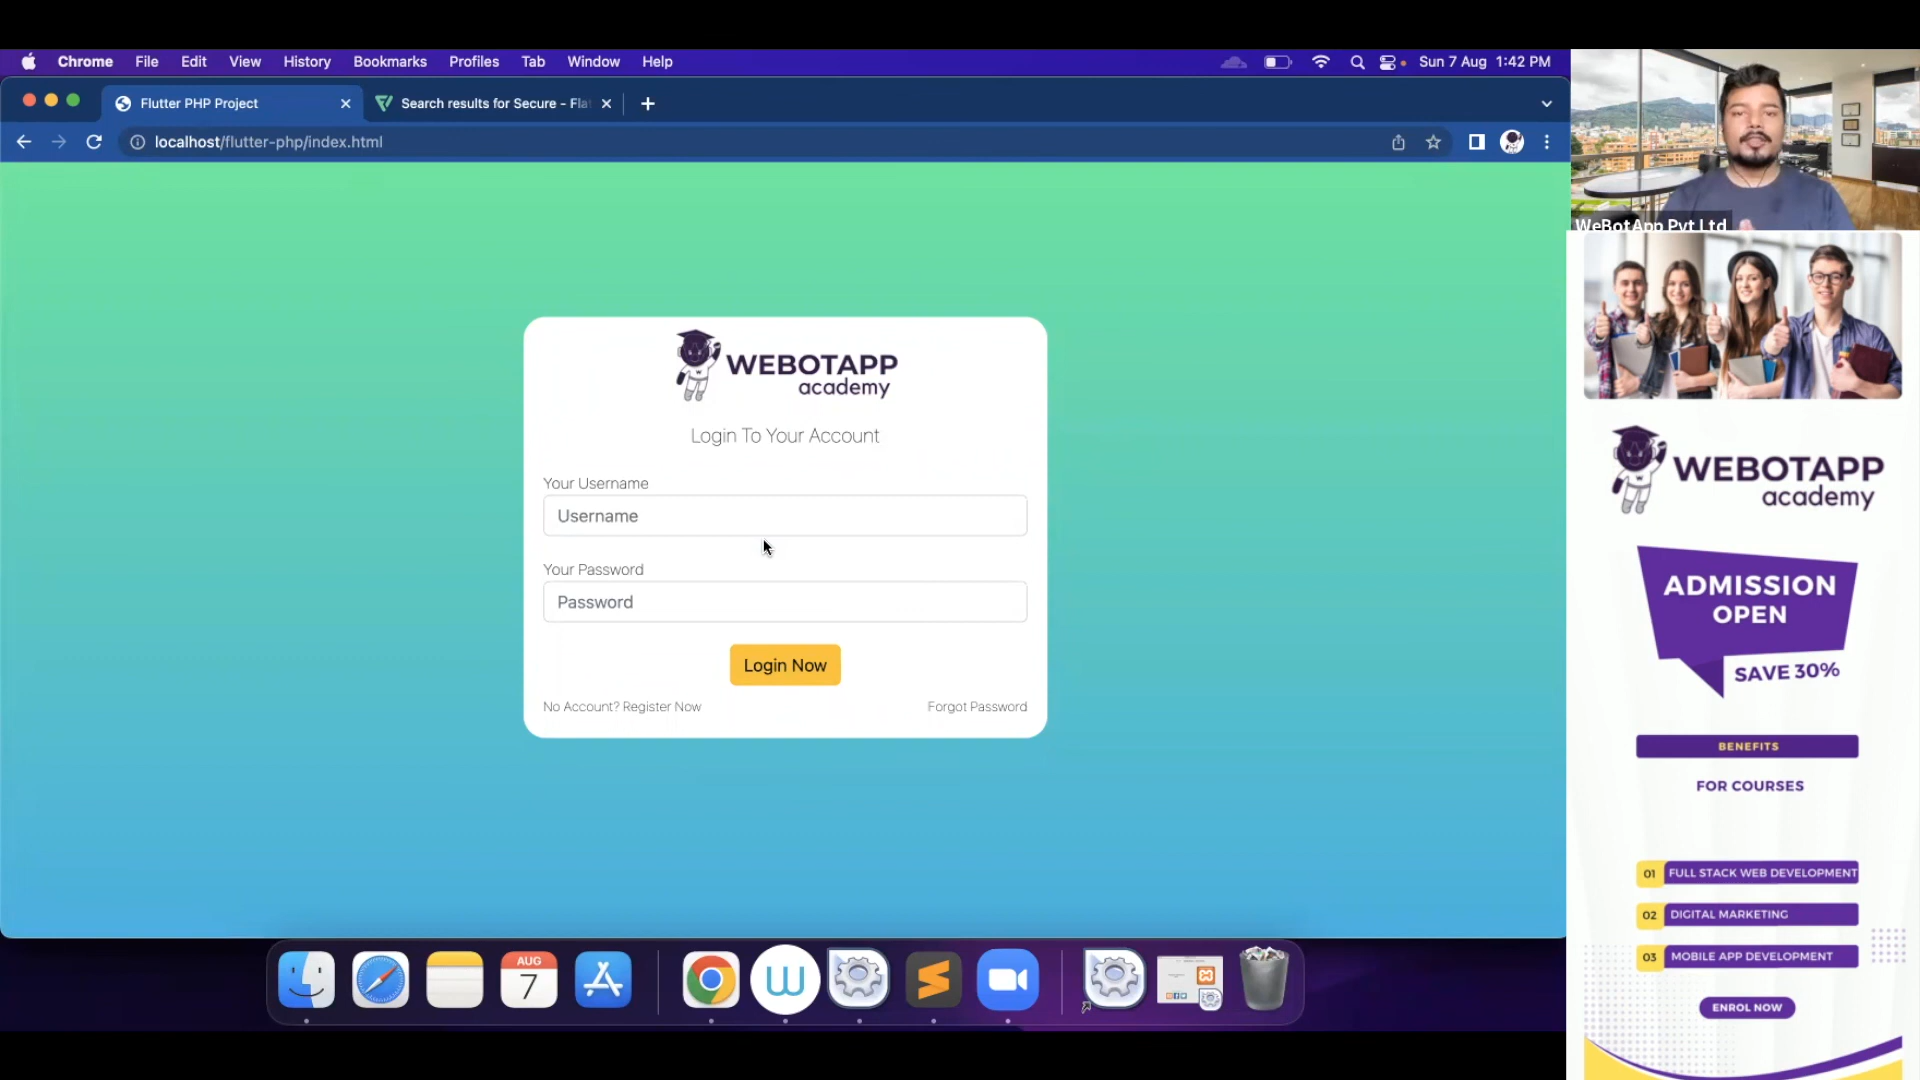 Chrome File Edit View History Bookmarks Profiles Tab Window Help
Sun 7 Aug 1:42 PM
Flutter PHP Project
Search results for Secure - Fla
localhost/flutter-php/index.html
WEBOTAPP
academy
Login To Your Account
Your Username
Username
Your Password
Password
Login Now
No Account? Register Now
Forgot Password
AUG
7
WeBotApp Pvt Ltd
WEBOTAPP
academy
ADMISSION
OPEN
SAVE 30%
BENEFITS
FOR COURSES
01 FULL STACK WEB DEVELOPMENT
02 DIGITAL MARKETING
03 MOBILE APP DEVELOPMENT
ENROL NOW